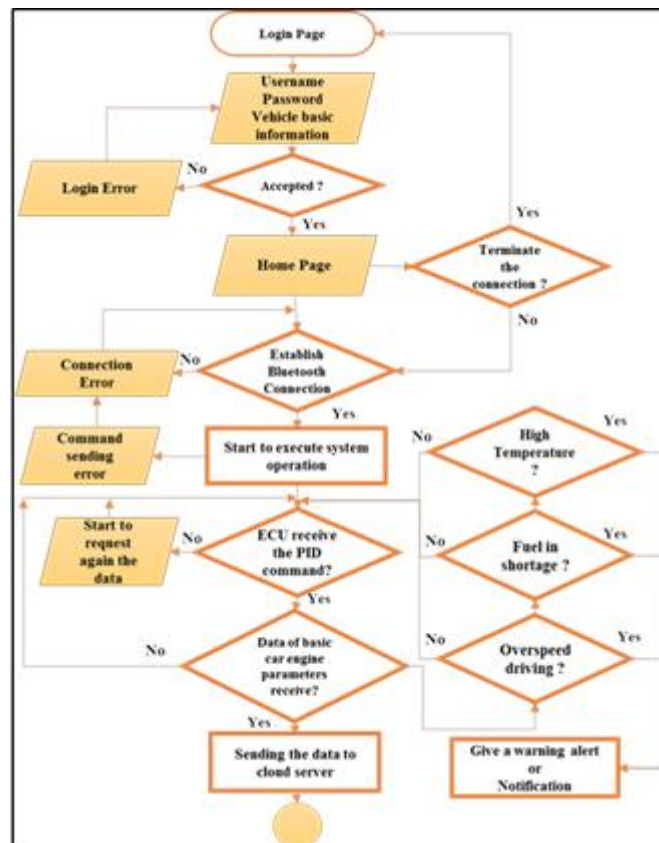 Login Page
Username
Password
Vehicle basic
information
No
Login Error
Accepted ?
Yes
Yes
Home Page
Terminate
the
connection ?
No
Connection
Error
No
Establish
Bluetooth
Connection
Yes
Command
sending
error
Start to execute system
operation
No
High
Temperature
?
Yes
Start to
request
again the
data
No
ECU receive
the PID
command?
No
Fuel in
shortage ?
Yes
Yes
No
Data of basic
car engine
parameters
receive?
No
Overspeed
driving ?
Yes
Yes
Sending the data to
cloud server
Give a warning alert
or
Notification